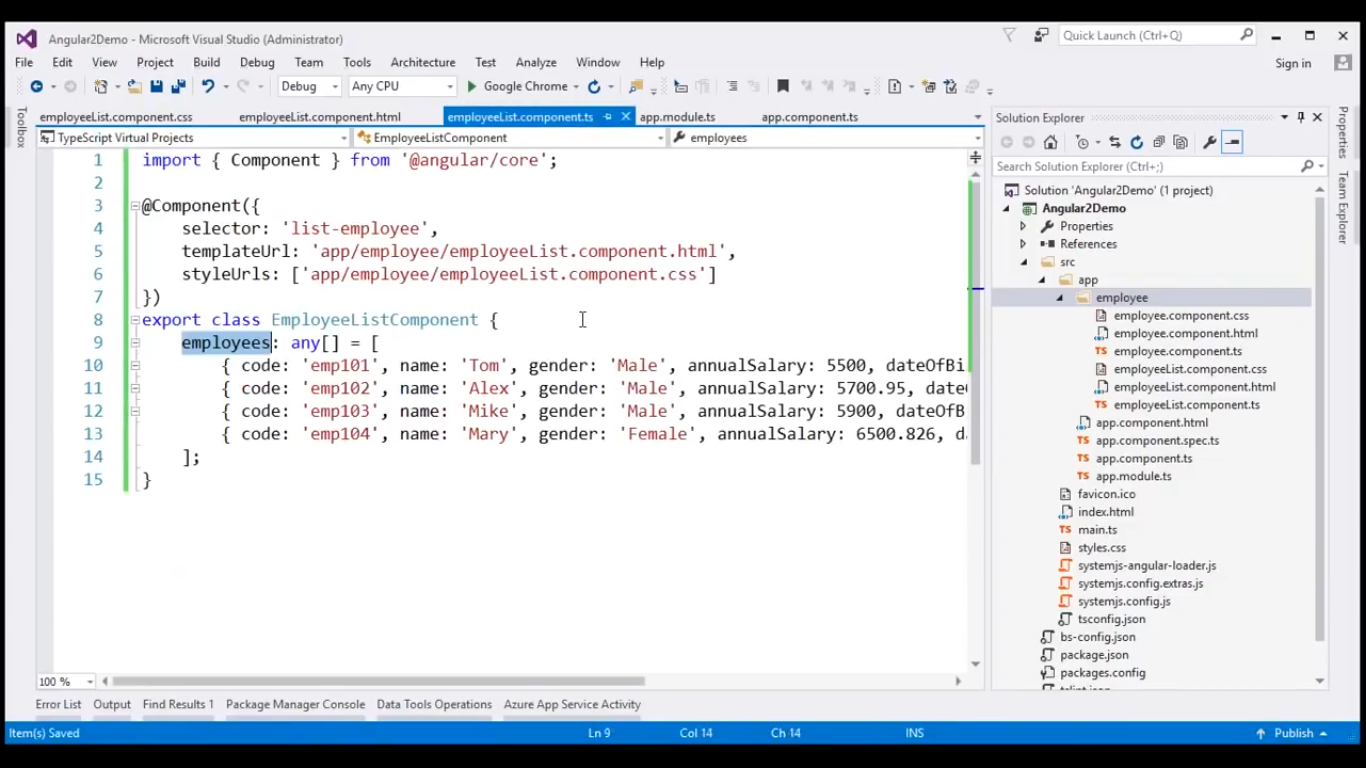 Angular2Demo - Microsoft Visual Studio (Administrator)
Quick Launch (Ctrl+Q)
File Edit View Project Build Debug Team Tools Architecture Test Analyze Window Help
Sign in
Debug Any CPU Google Chrome
Toolbox
employeeList.component.css employeeList.component.html employeeList.component.ts app.module.ts app.component.ts
TypeScript Virtual Projects EmployeeListComponent employees
1 import { Component } from '@angular/core';
2
3 @Component({
4 selector: 'list-employee',
5 templateUrl: 'app/employee/employeeList.component.html',
6 styleUrls: ['app/employee/employeeList.component.css']
7 })
8 export class EmployeeListComponent {
9 employees: any[] = [
10 { code: 'emp101', name: 'Tom', gender: 'Male', annualSalary: 5500, dateOfBi
11 { code: 'emp102', name: 'Alex', gender: 'Male', annualSalary: 5700.95, date
12 { code: 'emp103', name: 'Mike', gender: 'Male', annualSalary: 5900, dateOfB
13 { code: 'emp104', name: 'Mary', gender: 'Female', annualSalary: 6500.826, d
14 ];
15 }
100 %
Solution Explorer
Search Solution Explorer (Ctrl+;)
Solution 'Angular2Demo' (1 project)
Angular2Demo
Properties
References
src
app
employee
employee.component.css
employee.component.html
employee.component.ts
employeeList.component.css
employeeList.component.html
employeeList.component.ts
app.component.html
app.component.spec.ts
app.component.ts
app.module.ts
favicon.ico
index.html
main.ts
styles.css
systemjs-angular-loader.js
systemjs.config.extras.js
systemjs.config.js
tsconfig.json
bs-config.json
package.json
packages.config
Properties
Team Explorer
Error List Output Find Results 1 Package Manager Console Data Tools Operations Azure App Service Activity
Item(s) Saved Ln 9 Col 14 Ch 14 INS Publish